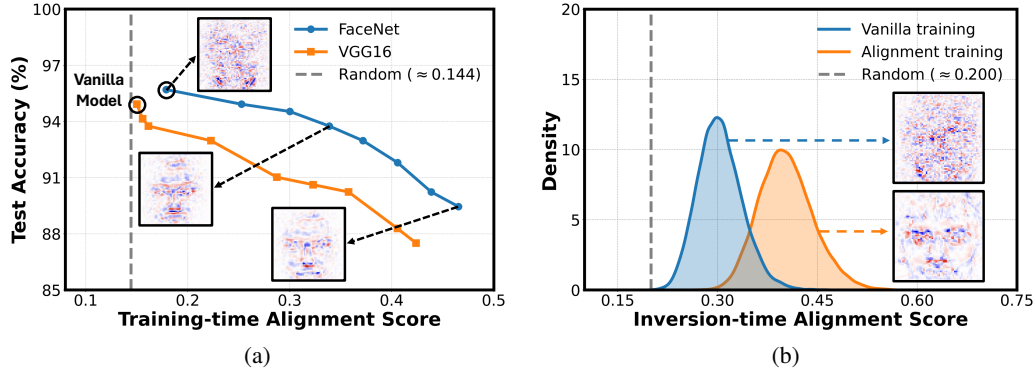 100
97
94
91
88
85
Test Accuracy (%)
0.1
0.2
0.3
0.4
0.5
Training-time Alignment Score
Vanilla
Model
FaceNet
VGG16
Random (≈0.144)
(a)
20
15
10
5
0
Density
0.15
0.30
0.45
0.60
0.75
Inversion-time Alignment Score
Vanilla training
Alignment training
Random (≈0.200)
(b)